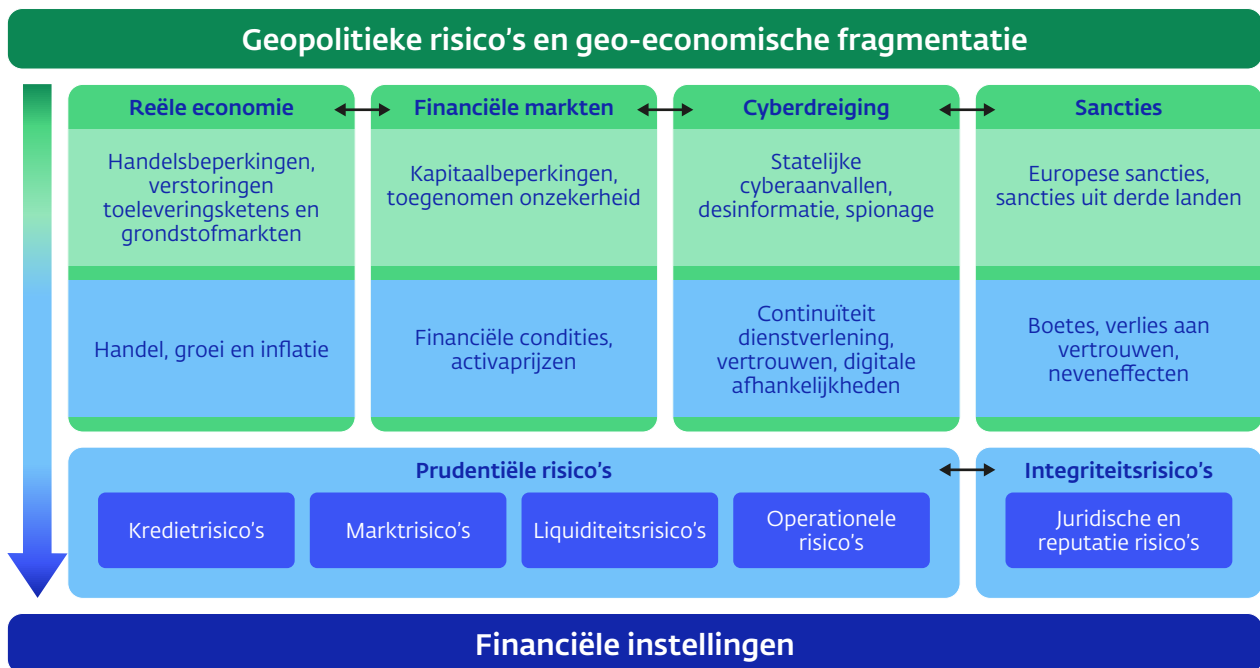 Geopolitieke risico's en geo-economische fragmentatie
Reële economie
Handelsbeperkingen,
verstoringen
toeleveringsketens en
grondstofmarkten
Handel, groei en inflatie
Financiële markten
Kapitaalbeperkingen,
toegenomen onzekerheid
Financiële condities,
activaprijzen
Cyberdreiging
Statelijke
cyberaanvallen,
desinformatie, spionage
Continuïteit
dienstverlening,
vertrouwen, digitale
afhankelijkheden
Sancties
Europese sancties,
sancties uit derde landen
Boetes, verlies aan
vertrouwen,
neveneffecten
Prudentiële risico's
Kredietrisico's
Marktrisico's
Liquiditeitsrisico's
Operationele
risico's
Integriteitsrisico's
Juridische en
reputatie risico's
Financiële instellingen